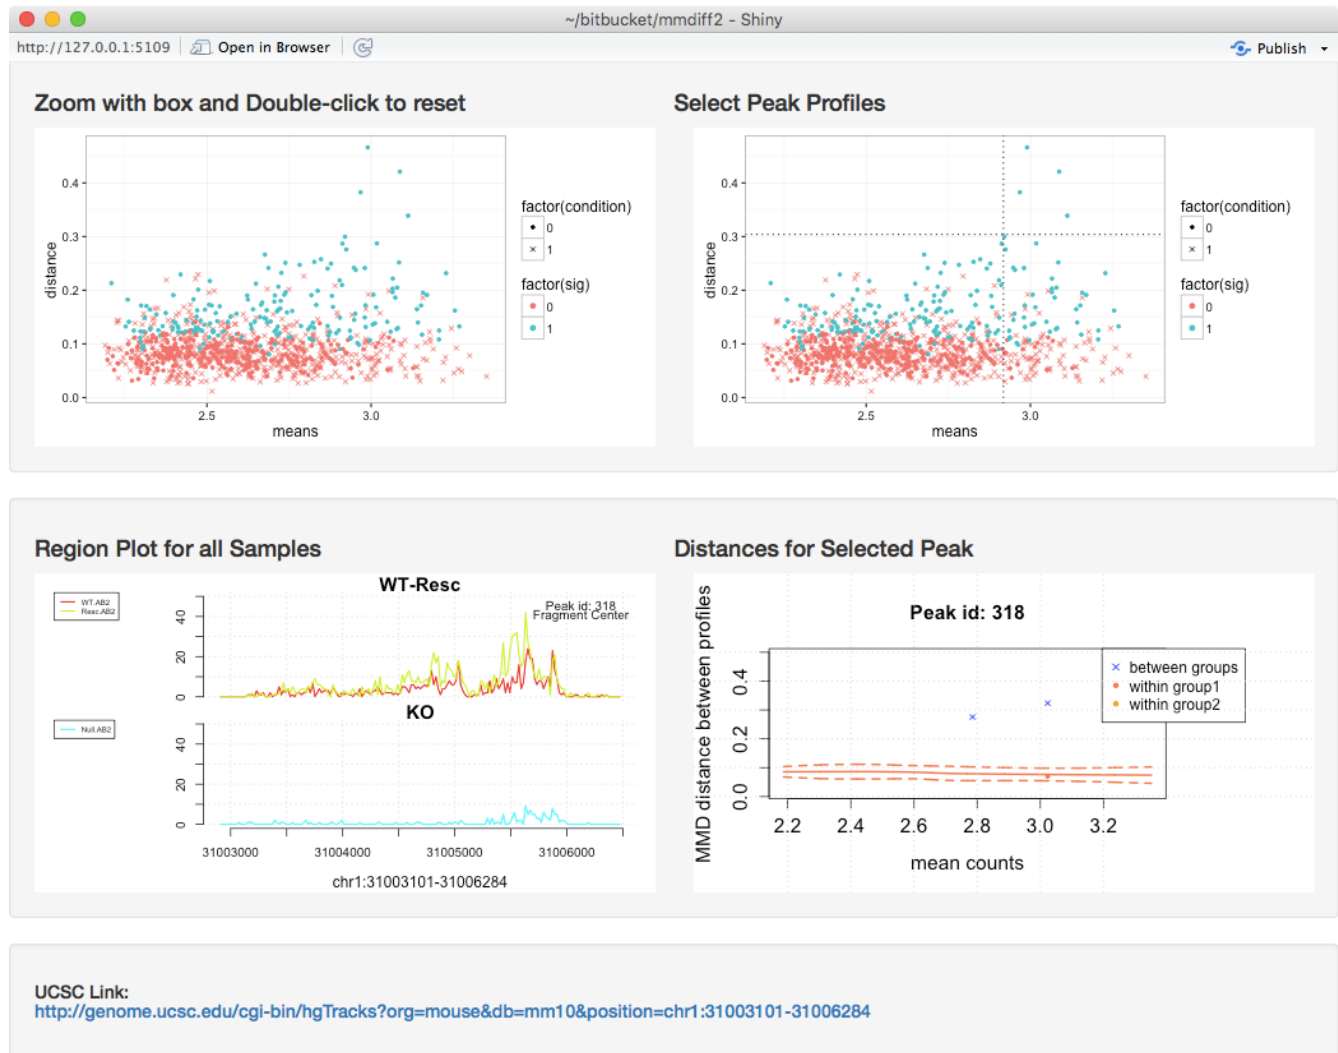 ~/bitbucket/mmdiff2 - Shiny
http://127.0.0.1:5109 Open in Browser Publish
Zoom with box and Double-click to reset
Select Peak Profiles
distance
0.4
0.3
0.2
0.1
0.0
2.5 3.0
means
factor(condition)
0
1
factor(sig)
0
1
distance
0.4
0.3
0.2
0.1
0.0
2.5 3.0
means
factor(condition)
0
1
factor(sig)
0
1
Region Plot for all Samples
Distances for Selected Peak
WT-Resc
WT.AB2
Resc.AB2
Peak id: 318
Fragment Center
40
20
0
KO
Null.AB2
40
20
0
31003000 31004000 31005000 31006000
chr1:31003101-31006284
MMD distance between profiles
Peak id: 318
0.4
0.2
0.0
between groups
within group1
within group2
2.2 2.4 2.6 2.8 3.0 3.2
mean counts
UCSC Link:
http://genome.ucsc.edu/cgi-bin/hgTracks?org=mouse&db=mm10&position=chr1:31003101-31006284